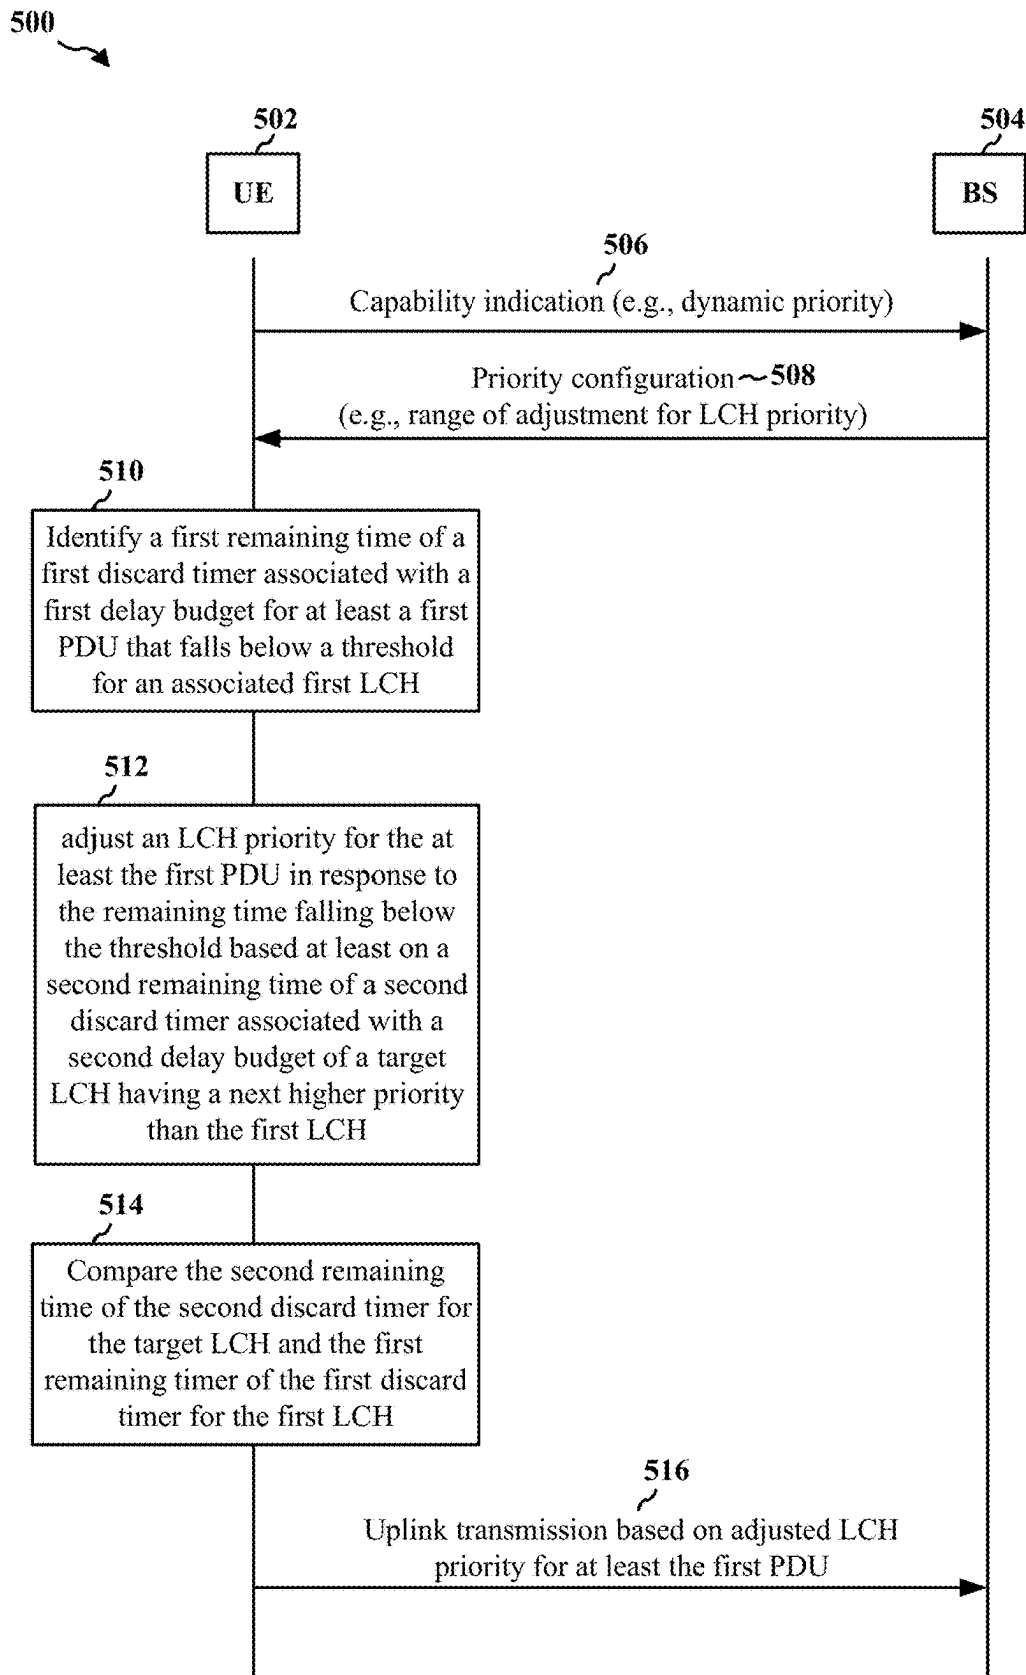 500
502
504
UE
BS
506
Capability indication (e.g., dynamic priority)
Priority configuration 508
(e.g., range of adjustment for LCH priority)
510
Identify a first remaining time of a
first discard timer associated with a
first delay budget for at least a first
PDU that falls below a threshold
for an associated first LCH
512
adjust an LCH priority for the at
least the first PDU in response to
the remaining time falling below
the threshold based at least on a
second remaining time of a second
discard timer associated with a
second delay budget of a target
LCH having a next higher priority
than the first LCH
514
Compare the second remaining
time of the second discard timer for
the target LCH and the first
remaining timer of the first discard
timer for the first LCH
516
Uplink transmission based on adjusted LCH
priority for at least the first PDU